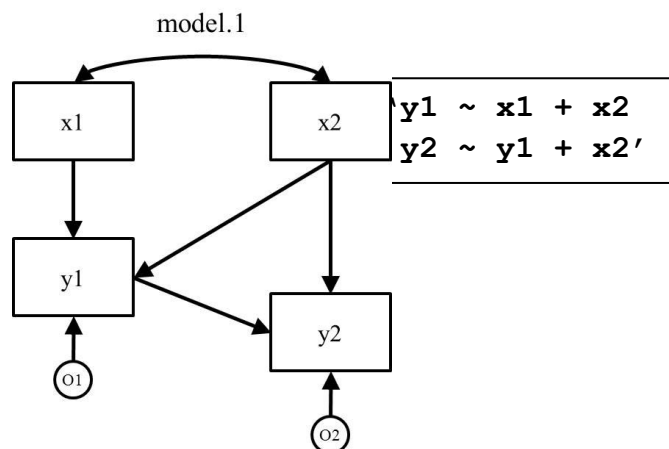 model.1
x1
x2
‘y1 ~ x1 + x2
y2 ~ y1 + x2’
y1
y2
O1
O2